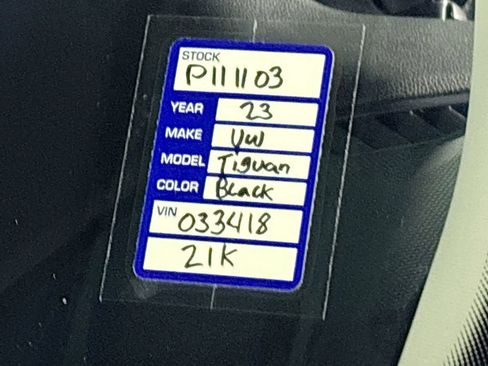 STOCK
P111103
YEAR 23
MAKE VW
MODEL Tiguan
COLOR Black
VIN 033418
21K